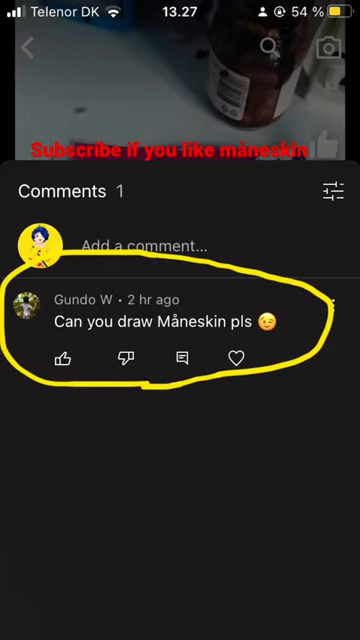 Telenor DK 13.27 54 %
Subscribe if you like måneskin
Comments 1
Add a comment...
Gundo W • 2 hr ago
Can you draw Måneskin pls 😉